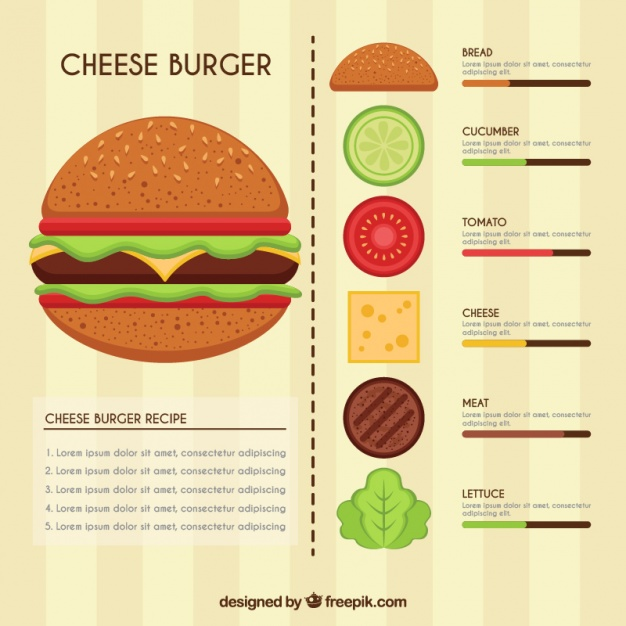 CHEESE BURGER
CHEESE BURGER RECIPE
1. Lorem ipsum dolor sit amet, consectetur adipiscing
2. Lorem ipsum dolor sit amet, consectetur adipiscing
3. Lorem ipsum dolor sit amet, consectetur adipiscing
4. Lorem ipsum dolor sit amet, consectetur adipiscing
5. Lorem ipsum dolor sit amet, consectetur adipiscing
BREAD
Lorem ipsum dolor sit amet, consectetur
adipiscing elit.
CUCUMBER
Lorem ipsum dolor sit amet, consectetur
adipiscing elit.
TOMATO
Lorem ipsum dolor sit amet, consectetur
adipiscing elit.
CHEESE
Lorem ipsum dolor sit amet, consectetur
adipiscing elit.
MEAT
Lorem ipsum dolor sit amet, consectetur
adipiscing elit.
LETTUCE
Lorem ipsum dolor sit amet, consectetur
adipiscing elit.
designed by freepik.com